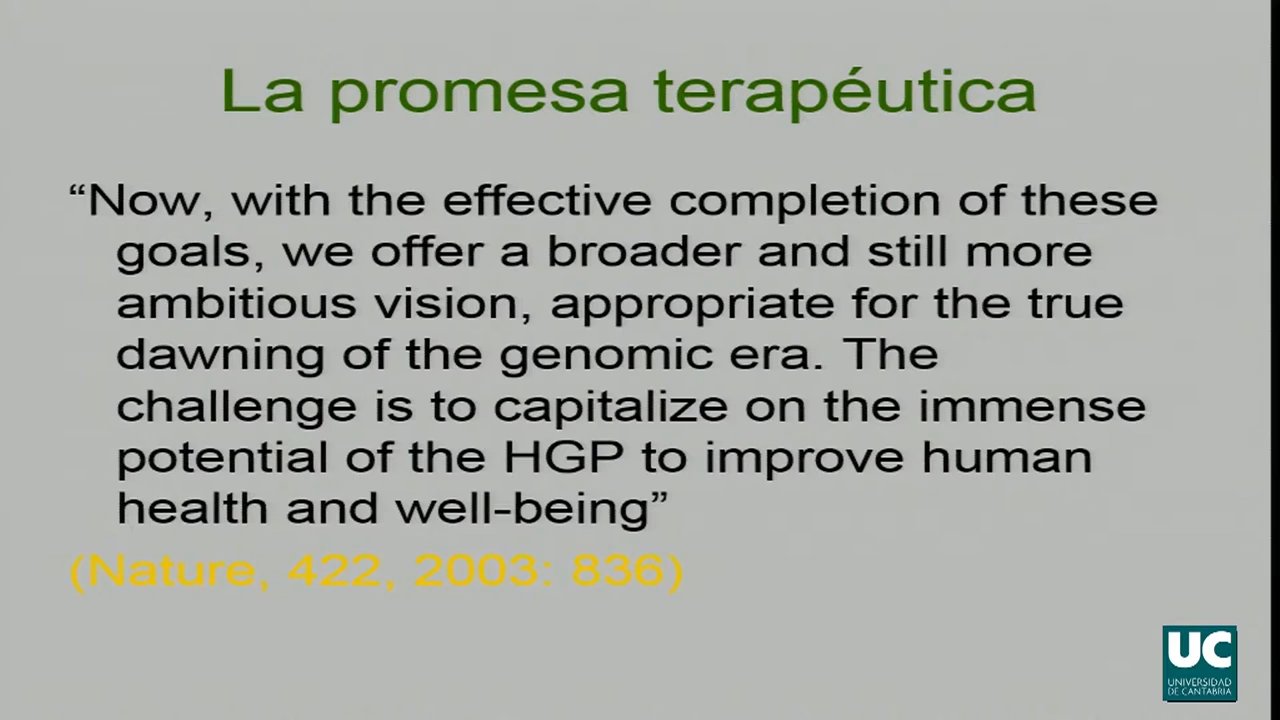 La promesa terapéutica
“Now, with the effective completion of these
goals, we offer a broader and still more
ambitious vision, appropriate for the true
dawning of the genomic era. The
challenge is to capitalize on the immense
potential of the HGP to improve human
health and well-being”
(Nature, 422, 2003: 836)
UC
UNIVERSIDAD
DE CANTABRIA